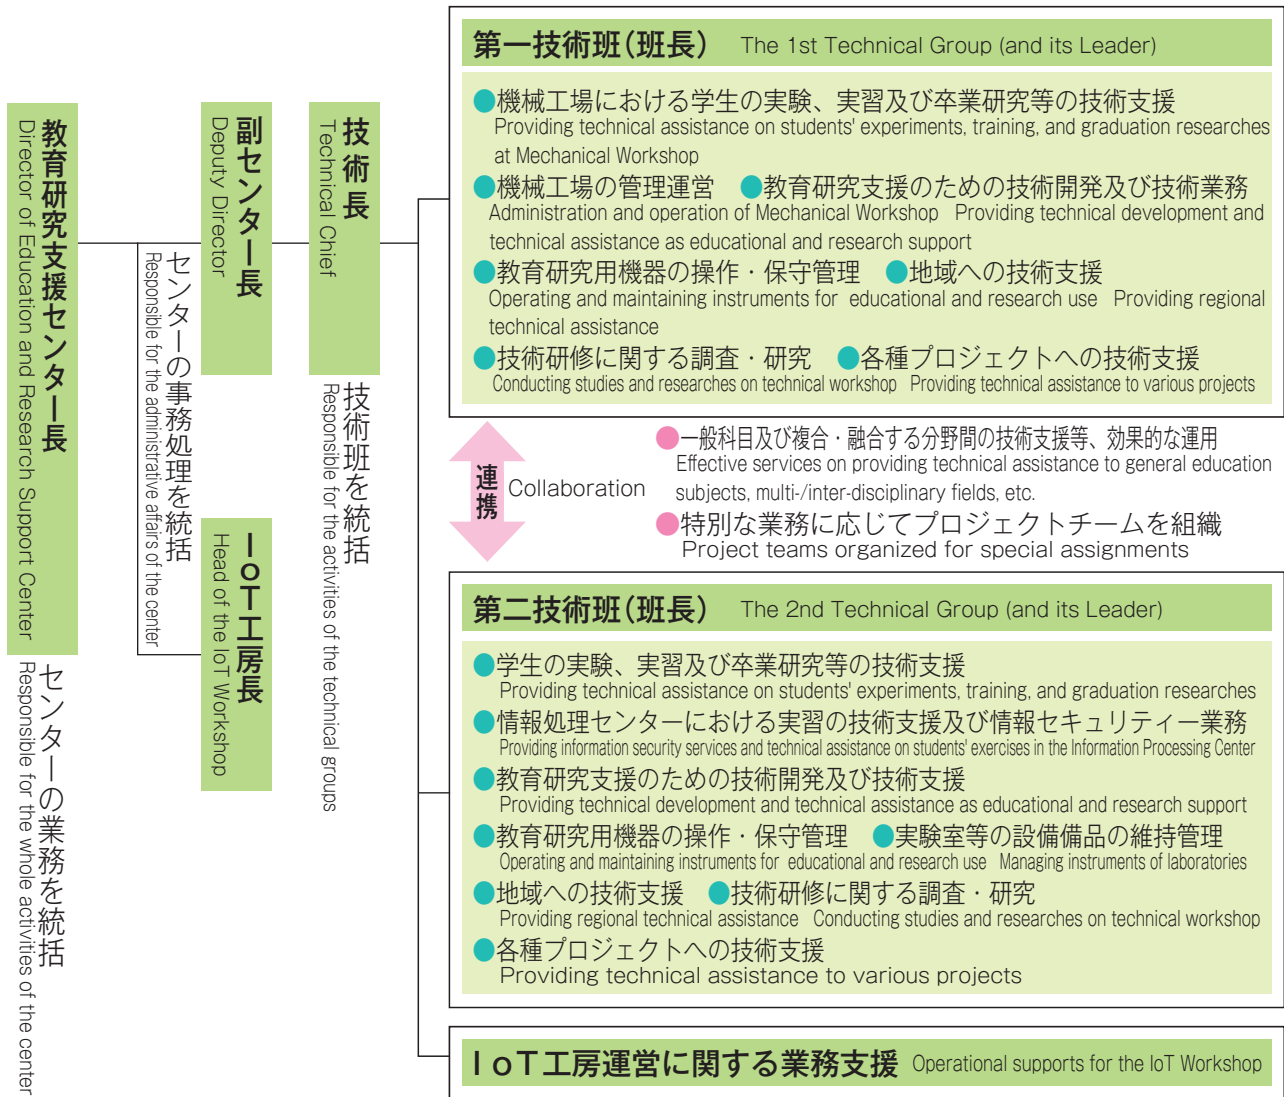 教育研究支援センター長
Director of Education and Research Support Center
センターの業務を統括
Responsible for the whole activities of the center
副センター長
Deputy Director
センターの事務処理を統括
Responsible for the administrative affairs of the center
IoT工房長
Head of the IoT Workshop
技術長
Technical Chief
技術班を統括
Responsible for the activities of the technical groups
第一技術班(班長) The 1st Technical Group (and its Leader)
●機械工場における学生の実験、実習及び卒業研究等の技術支援
Providing technical assistance on students' experiments, training, and graduation researches
at Mechanical Workshop
●機械工場の管理運営 ●教育研究支援のための技術開発及び技術業務
Administration and operation of Mechanical Workshop Providing technical development and
technical assistance as educational and research support
●教育研究用機器の操作・保守管理 ●地域への技術支援
Operating and maintaining instruments for educational and research use Providing regional
technical assistance
●技術研修に関する調査・研究 ●各種プロジェクトへの技術支援
Conducting studies and researches on technical workshop Providing technical assistance to various projects
連携 Collaboration
●一般科目及び複合・融合する分野間の技術支援等、効果的な運用
Effective services on providing technical assistance to general education
subjects, multi-/inter-disciplinary fields, etc.
●特別な業務に応じてプロジェクトチームを組織
Project teams organized for special assignments
第二技術班(班長) The 2nd Technical Group (and its Leader)
●学生の実験、実習及び卒業研究等の技術支援
Providing technical assistance on students' experiments, training, and graduation researches
●情報処理センターにおける実習の技術支援及び情報セキュリティー業務
Providing information security services and technical assistance on students' exercises in the Information Processing Center
●教育研究支援のための技術開発及び技術支援
Providing technical development and technical assistance as educational and research support
●教育研究用機器の操作・保守管理 ●実験室等の設備備品の維持管理
Operating and maintaining instruments for educational and research use Managing instruments of laboratories
●地域への技術支援 ●技術研修に関する調査・研究
Providing regional technical assistance Conducting studies and researches on technical workshop
●各種プロジェクトへの技術支援
Providing technical assistance to various projects
IoT工房運営に関する業務支援 Operational supports for the IoT Workshop